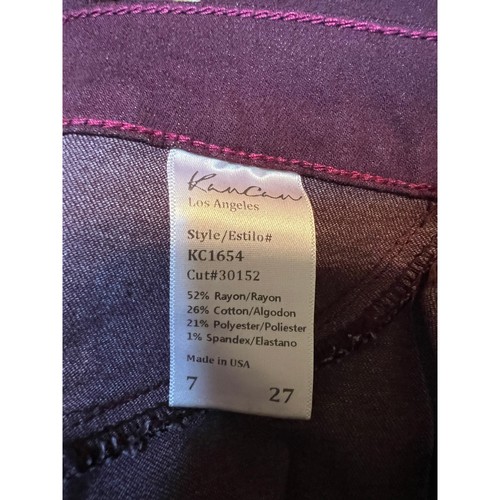 KanCan
Los Angeles
Style/Estilo#
KC1654
Cut#30152
52% Rayon/Rayon
26% Cotton/Algodon
21% Polyester/Poliester
1% Spandex/Elastano
Made in USA
7 27